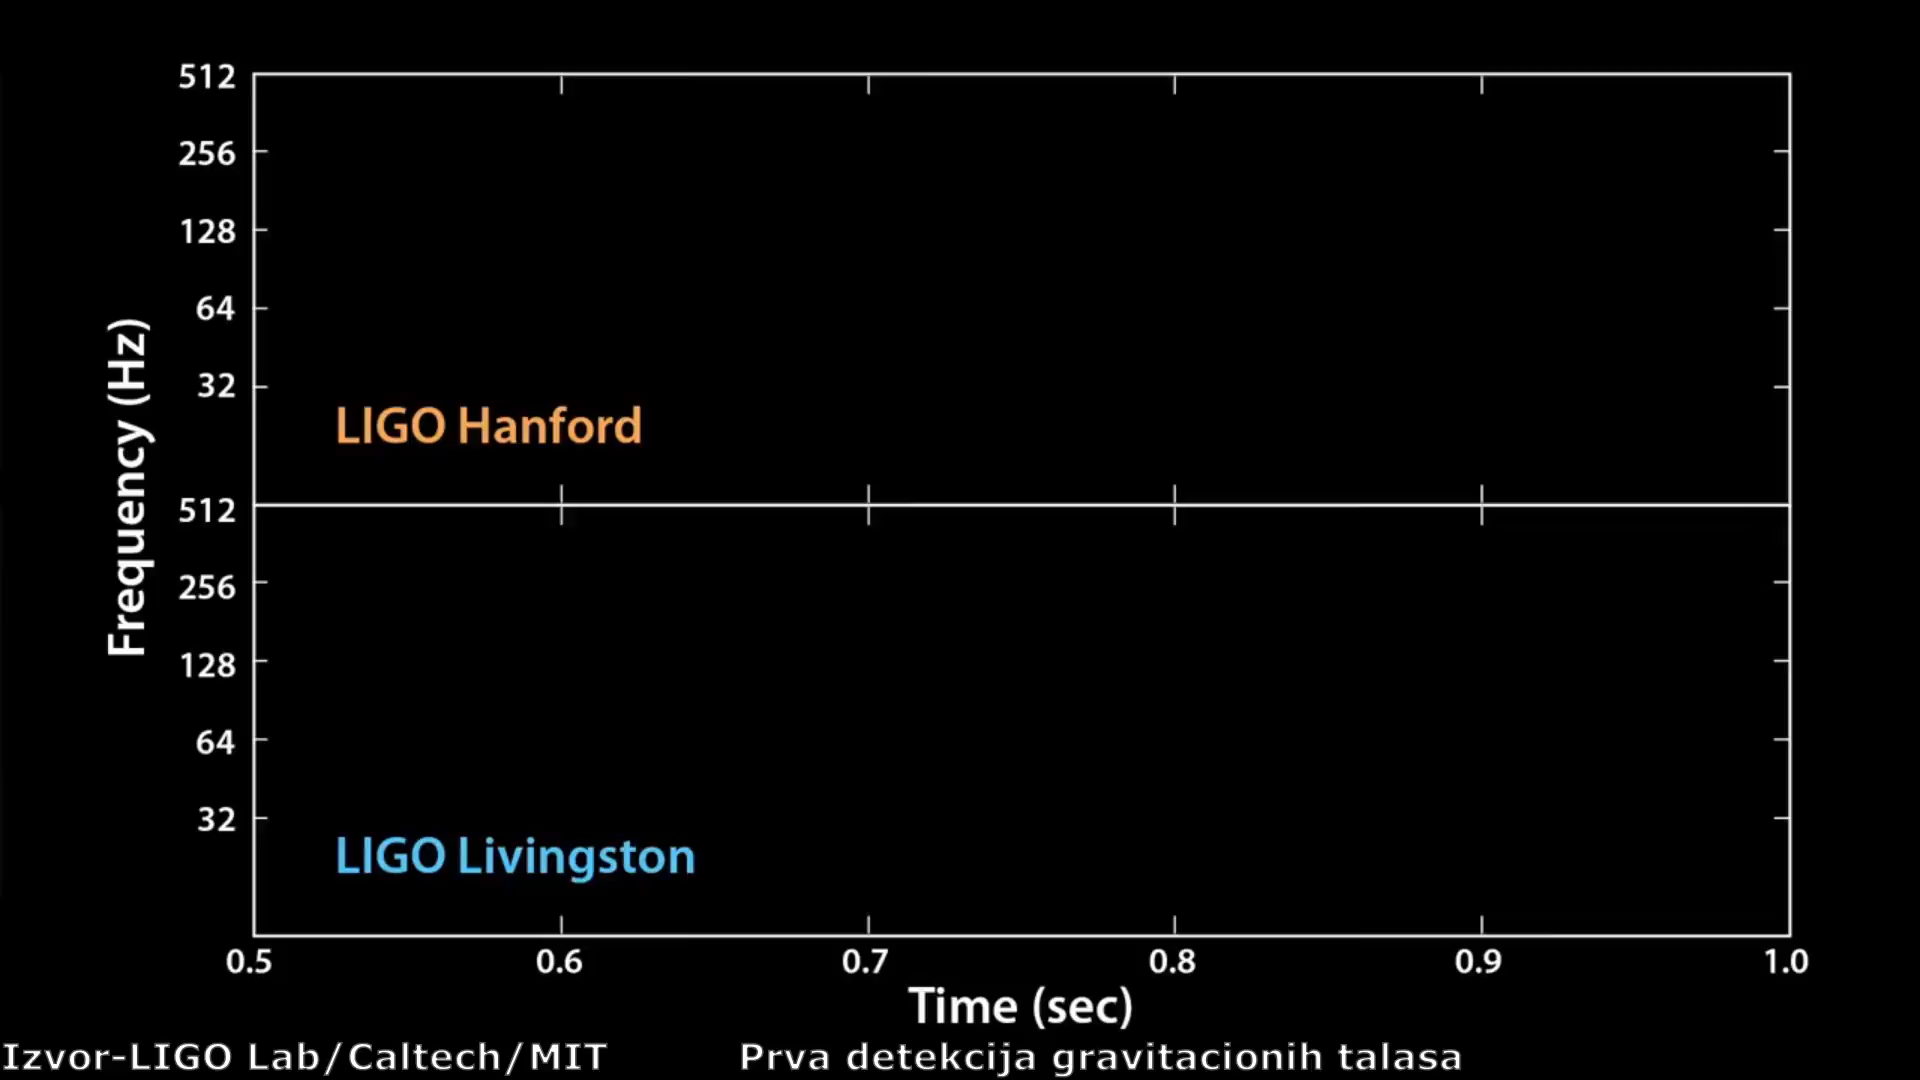 512
256
128
64
32
LIGO Hanford
Frequency (Hz)
512
256
128
64
32
LIGO Livingston
0.5 0.6 0.7 0.8 0.9 1.0
Time (sec)
Izvor-LIGO Lab/Caltech/MIT Prva detekcija gravitacionih talasa